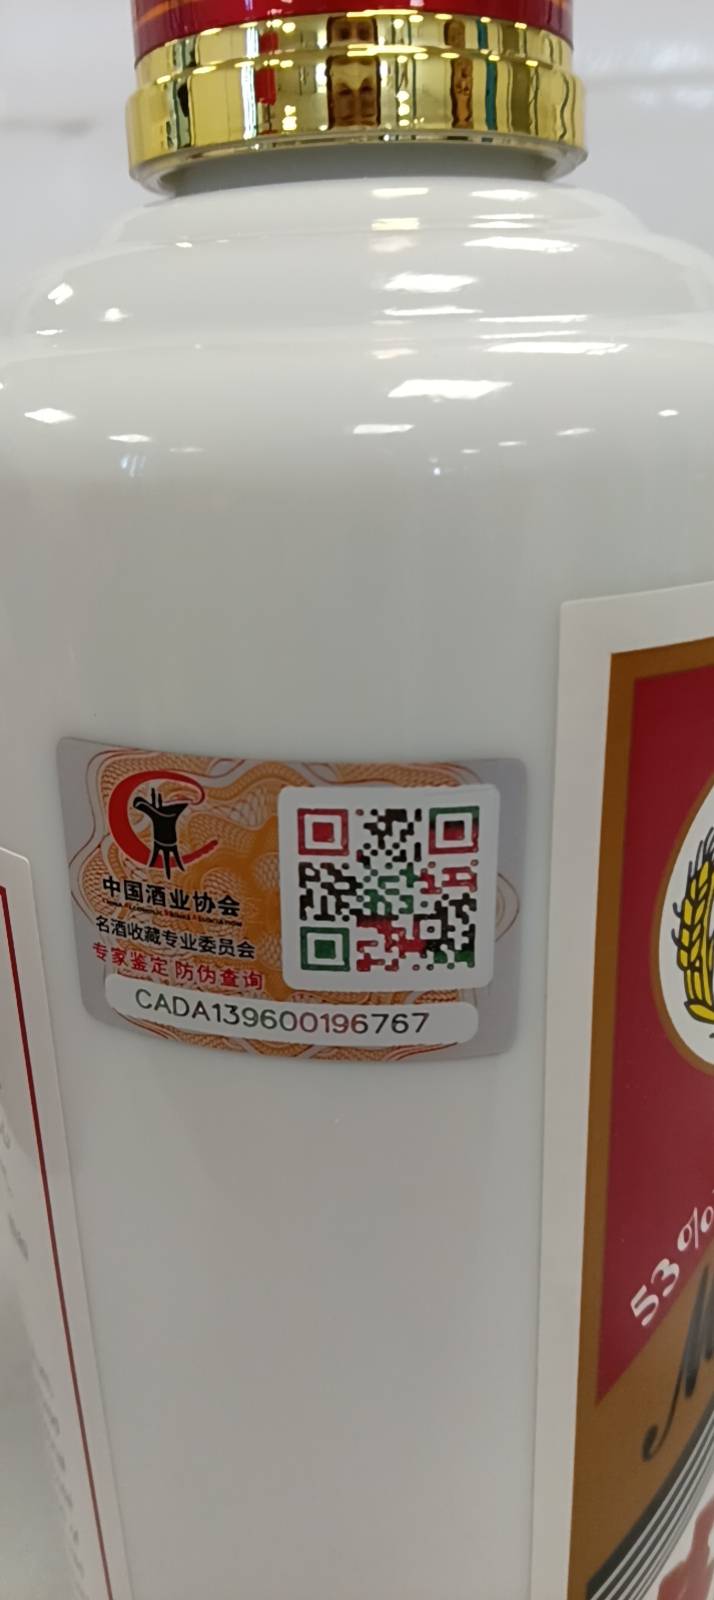 中国酒业协会
名酒收藏专业委员会
专家鉴定 防伪查询
CADA139600196767
53%